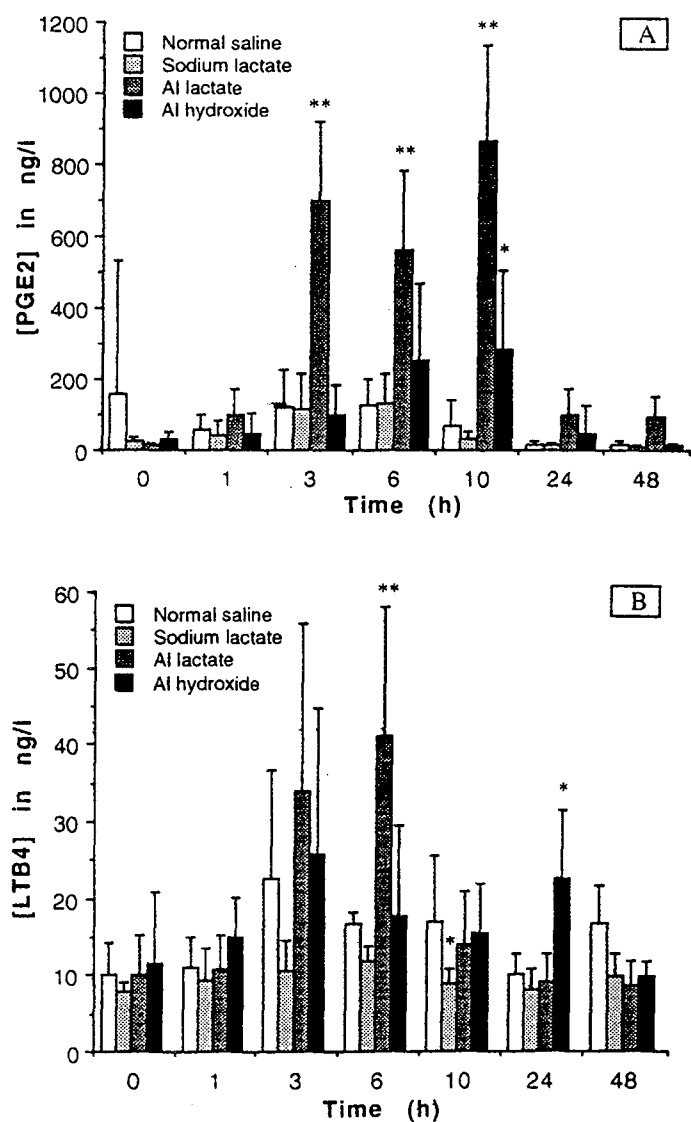 A
1200
1000
800
600
400
200
0
[PGE2] in ng/l
Normal saline
Sodium lactate
Al lactate
Al hydroxide
**
**
**
*
0 1 3 6 10 24 48
Time (h)
B
60
50
40
30
20
10
0
[LTB4] in ng/l
Normal saline
Sodium lactate
Al lactate
Al hydroxide
**
*
*
0 1 3 6 10 24 48
Time (h)